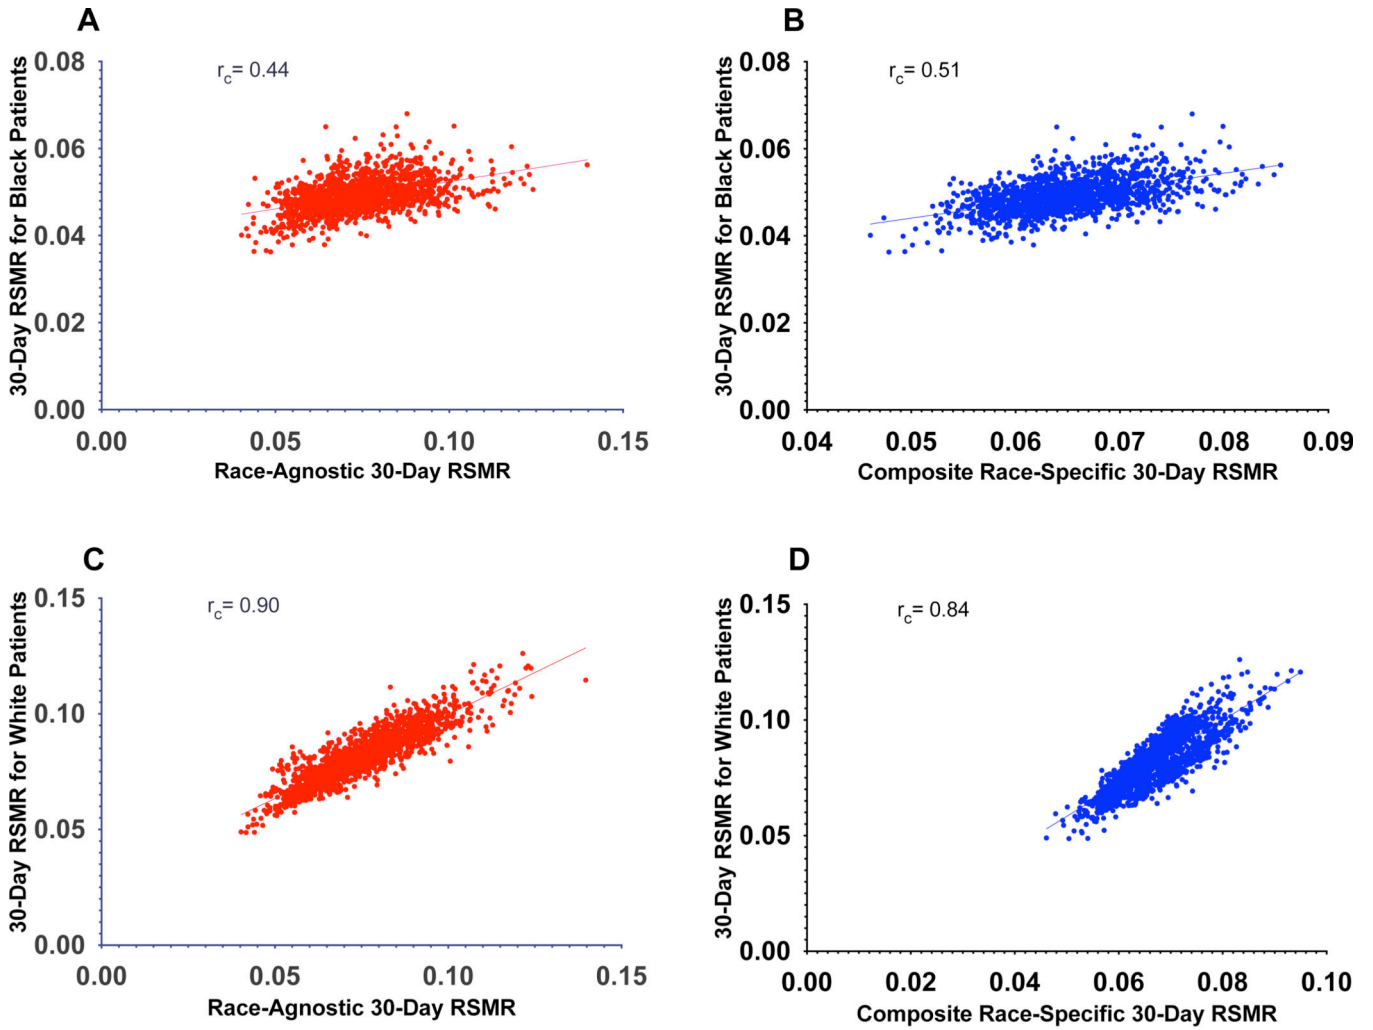 A
r_c= 0.44
30-Day RSMR for Black Patients
0.08
0.06
0.04
0.02
0.00
0.00 0.05 0.10 0.15
Race-Agnostic 30-Day RSMR
B
r_c= 0.51
30-Day RSMR for Black Patients
0.08
0.06
0.04
0.02
0.00
0.04 0.05 0.06 0.07 0.08 0.09
Composite Race-Specific 30-Day RSMR
C
r_c= 0.90
30-Day RSMR for White Patients
0.15
0.10
0.05
0.00
0.00 0.05 0.10 0.15
Race-Agnostic 30-Day RSMR
D
r_c= 0.84
30-Day RSMR for White Patients
0.15
0.10
0.05
0.00
0.00 0.02 0.04 0.06 0.08 0.10
Composite Race-Specific 30-Day RSMR